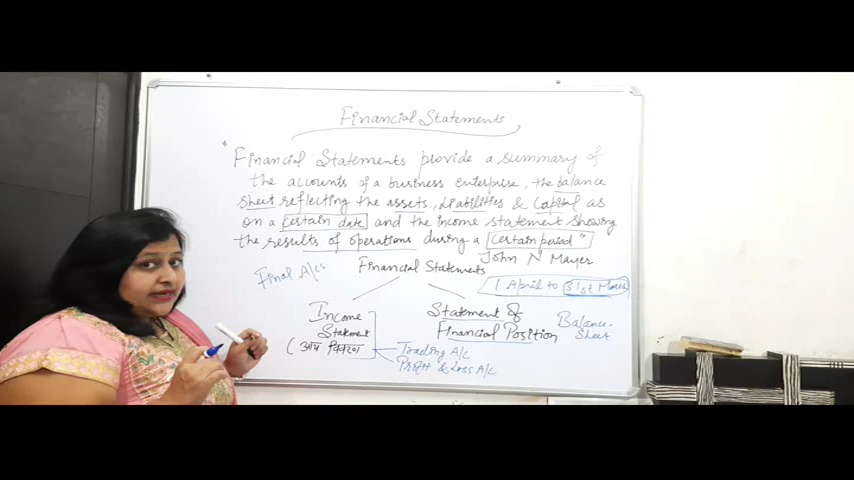 Financial Statements
"Financial Statements provide a summary of
the accounts of a business enterprise, the balance
sheet reflecting the assets, liabilities & Capital as
on a certain date and the income statement showing
the results of operations during a certain period"
John N Mayer
Final A/cs
Financial Statements
1 April to 31st March
Income
Statement
(आय विवरण
Statement of
Financial Position
Balance-
Sheet
Trading A/c
Profit & Loss A/c